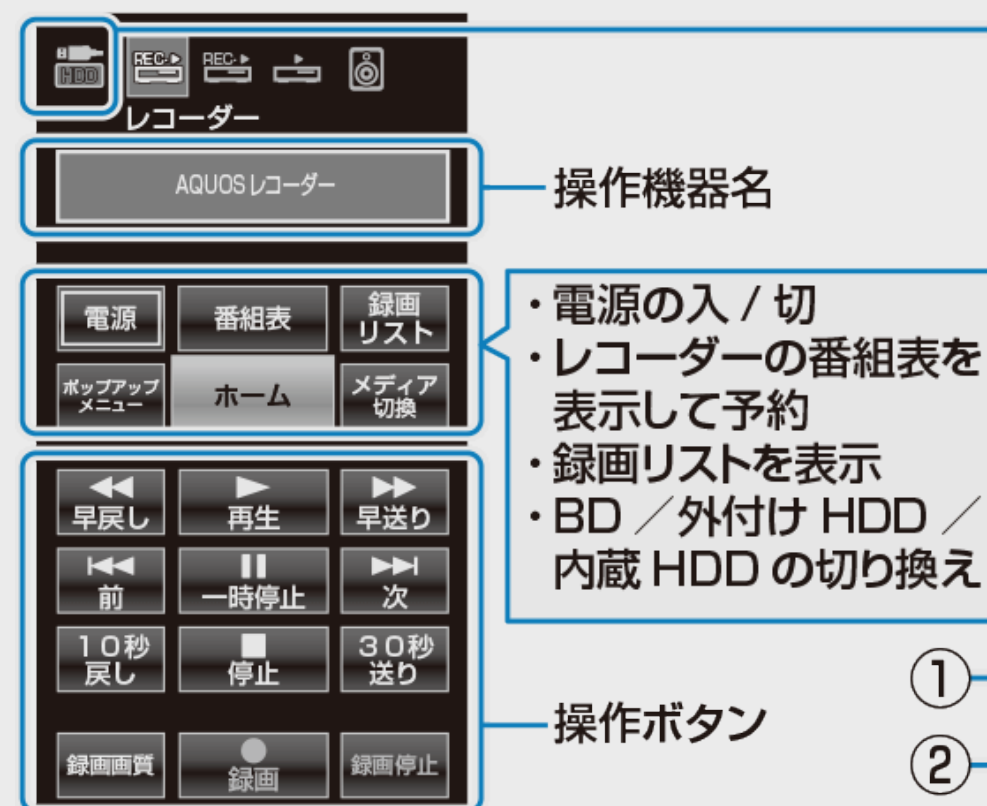 HDD
REC
REC
レコーダー
AQUOSレコーダー
操作機器名
電源
番組表
録画
リスト
ポップアップ
メニュー
ホーム
メディア
切換
・電源の入 / 切
・レコーダーの番組表を
表示して予約
・録画リストを表示
・BD ／外付け HDD ／
内蔵 HDD の切り換え
早戻し
再生
早送り
前
一時停止
次
10秒
戻し
停止
30秒
送り
録画画質
録画
録画停止
操作ボタン
①
②